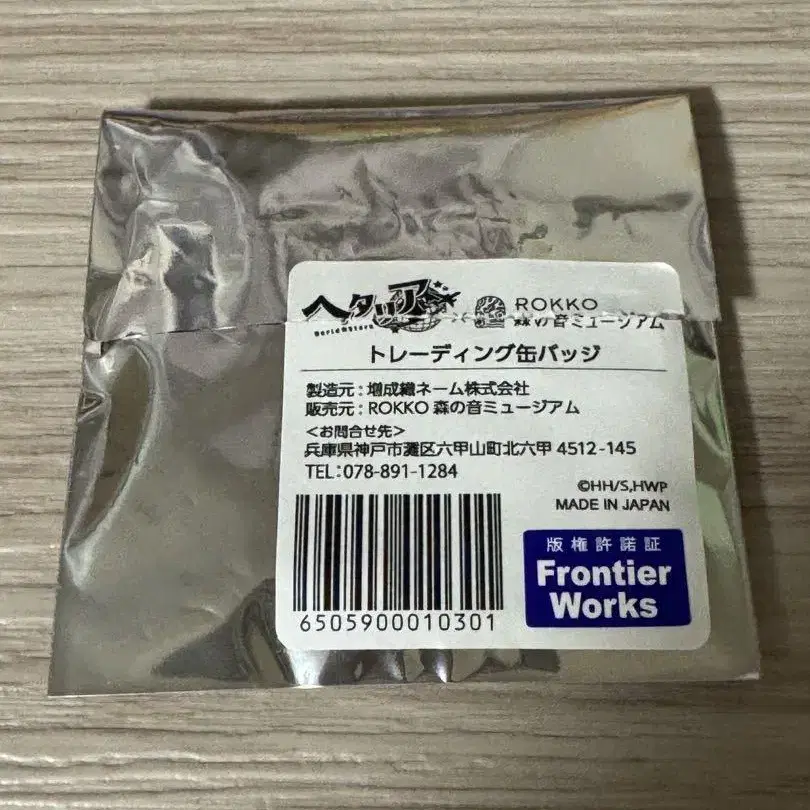 ヘタリア
World★Stars
×
ROKKO
森の音ミュージアム
トレーディング缶バッジ
製造元:増成織ネーム株式会社
販売元:ROKKO 森の音ミュージアム
<お問合せ先>
兵庫県神戸市灘区六甲山町北六甲 4512-145
TEL:078-891-1284
©HH/S,HWP
MADE IN JAPAN
6505900010301
版権許諾証
Frontier
Works